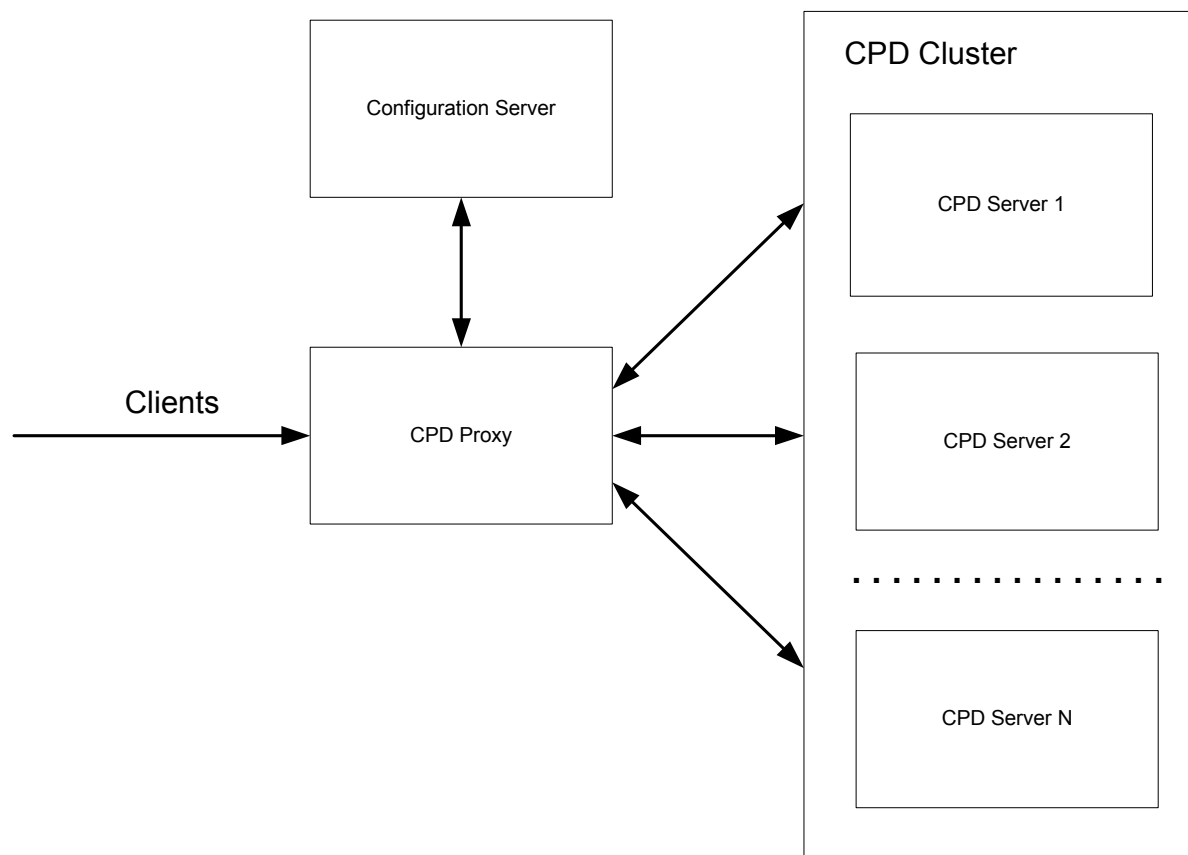 Configuration Server
CPD Cluster
CPD Server 1
Clients
CPD Proxy
CPD Server 2
CPD Server N